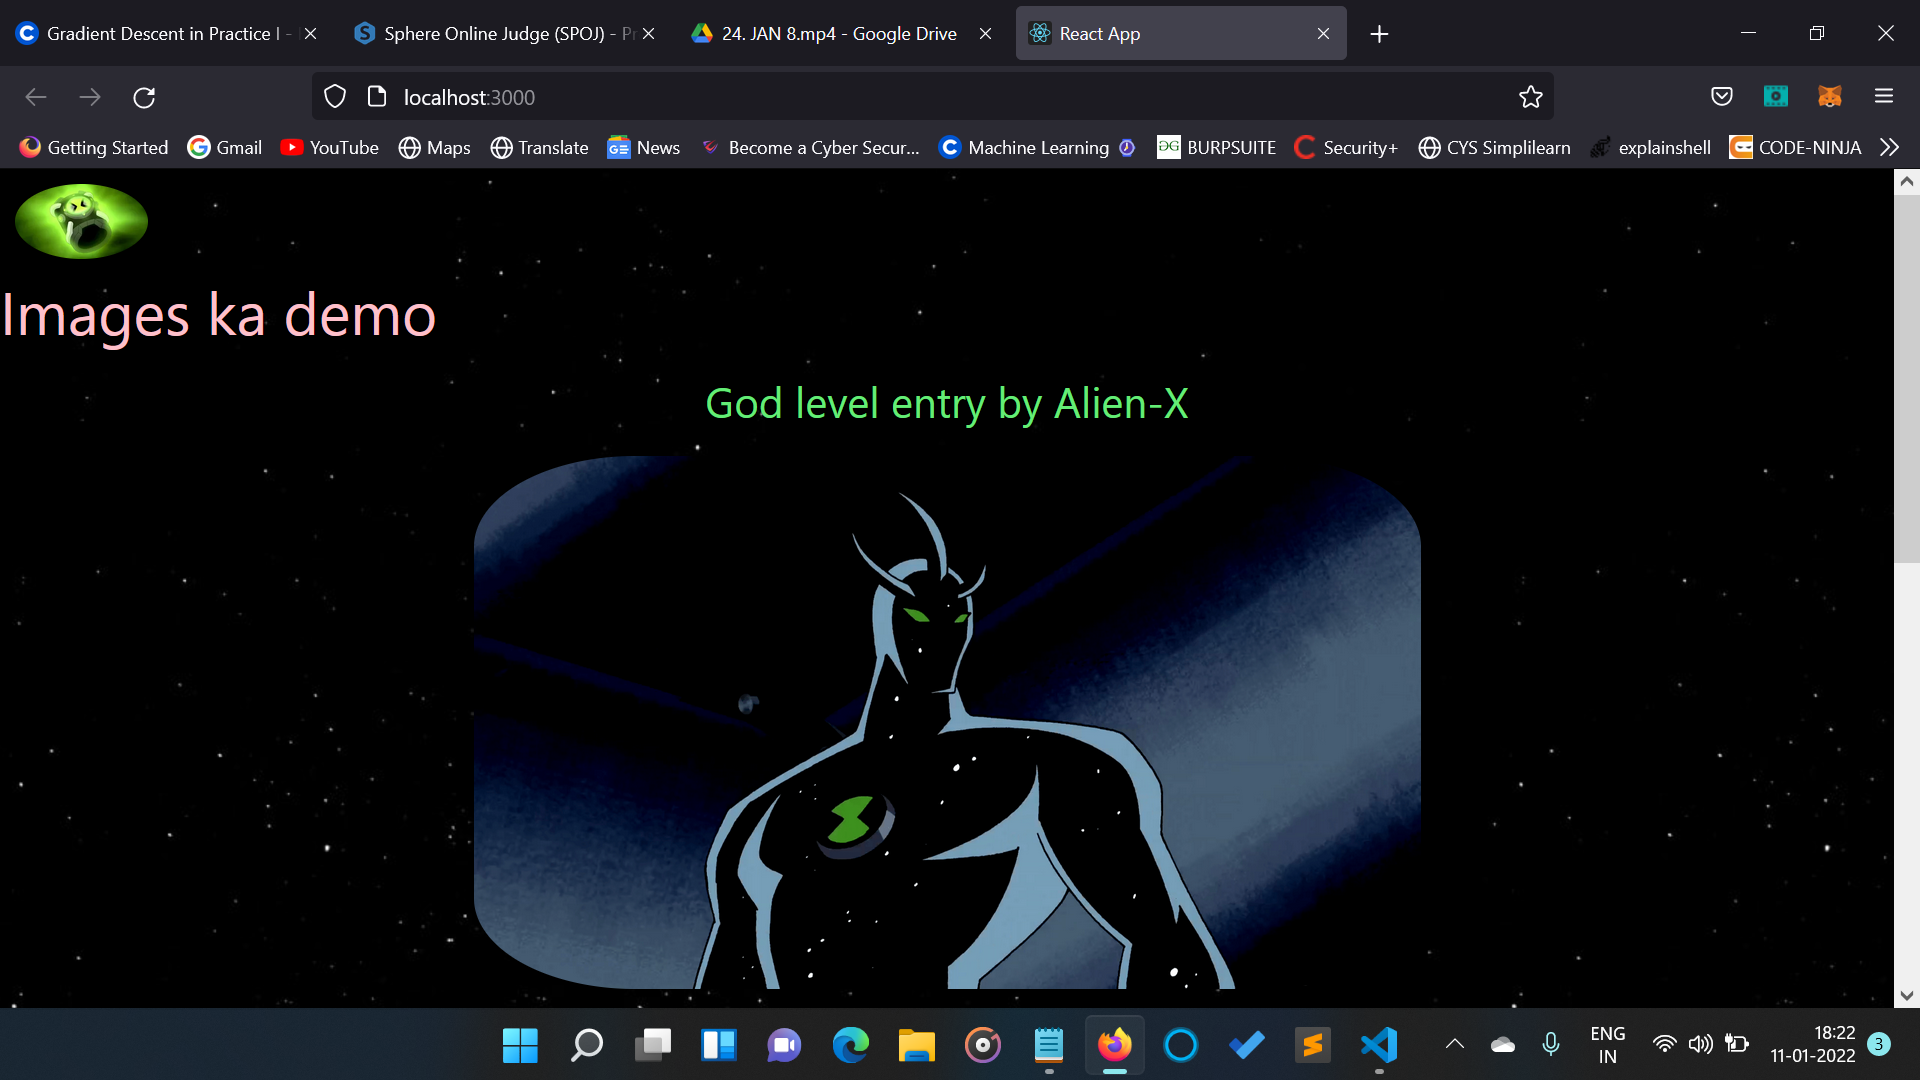 Gradient Descent in Practice I -
Sphere Online Judge (SPOJ) - Pr
24. JAN 8.mp4 - Google Drive
React App
localhost:3000
Getting Started
Gmail
YouTube
Maps
Translate
News
Become a Cyber Secur...
Machine Learning
BURPSUITE
Security+
CYS Simplilearn
explainshell
CODE-NINJA
Images ka demo
God level entry by Alien-X
ENG
IN
18:22
11-01-2022
3